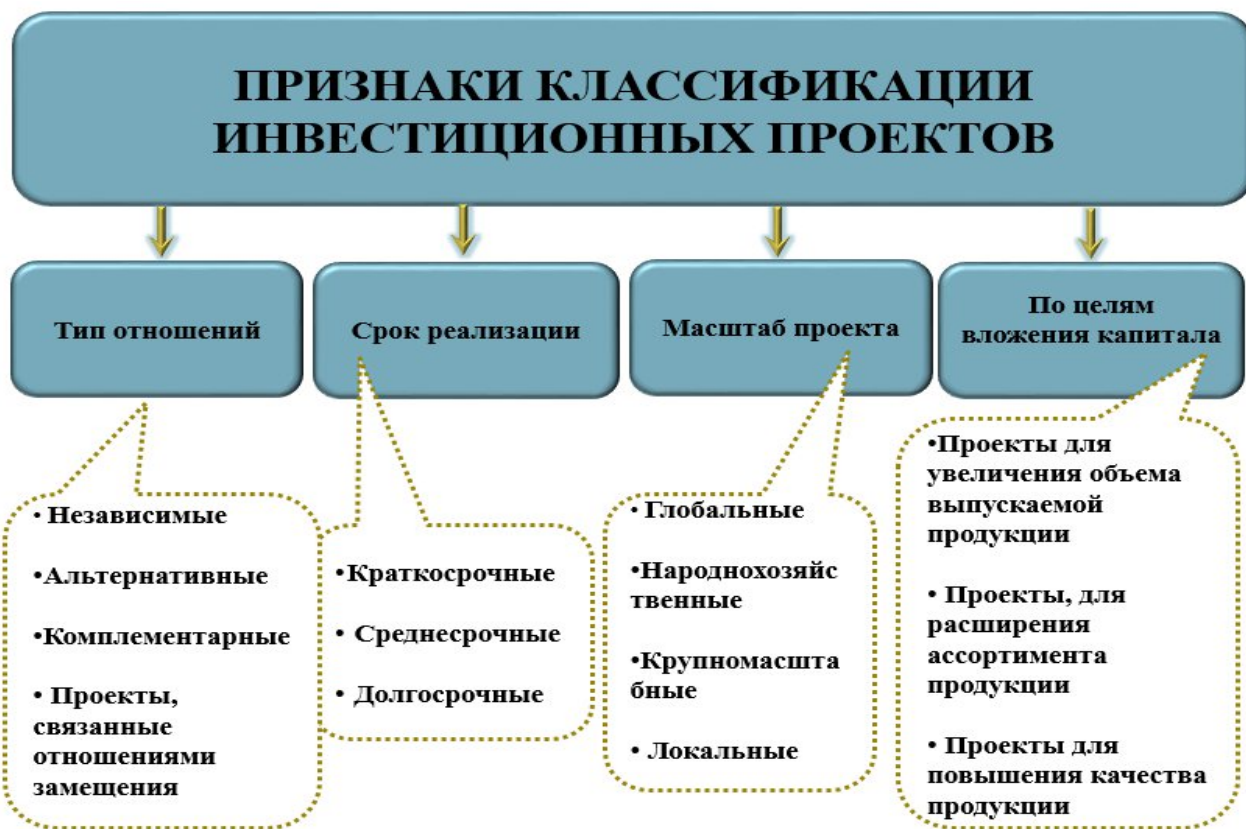 ПРИЗНАКИ КЛАССИФИКАЦИИ
ИНВЕСТИЦИОННЫХ ПРОЕКТОВ
Тип отношений
Срок реализации
Масштаб проекта
По целям
вложения капитала
• Независимые
•Альтернативные
•Комплементарные
• Проекты,
связанные
отношениями
замещения
•Краткосрочные
• Среднесрочные
• Долгосрочные
• Глобальные
•Народнохозяйс
твенные
•Крупномасшта
бные
• Локальные
•Проекты для
увеличения объема
выпускаемой
продукции
• Проекты, для
расширения
ассортимента
продукции
• Проекты для
повышения качества
продукции